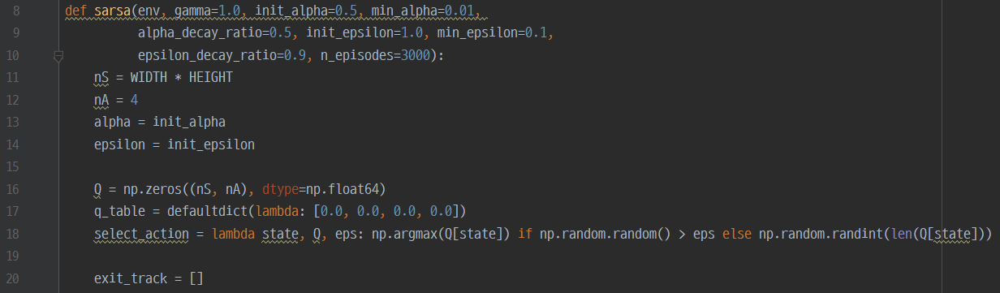 8 def sarsa(env, gamma=1.0, init_alpha=0.5, min_alpha=0.01,
9 alpha_decay_ratio=0.5, init_epsilon=1.0, min_epsilon=0.1,
10 epsilon_decay_ratio=0.9, n_episodes=3000):
11 nS = WIDTH * HEIGHT
12 nA = 4
13 alpha = init_alpha
14 epsilon = init_epsilon
15
16 Q = np.zeros((nS, nA), dtype=np.float64)
17 q_table = defaultdict(lambda: [0.0, 0.0, 0.0, 0.0])
18 select_action = lambda state, Q, eps: np.argmax(Q[state]) if np.random.random() > eps else np.random.randint(len(Q[state]))
19
20 exit_track = []